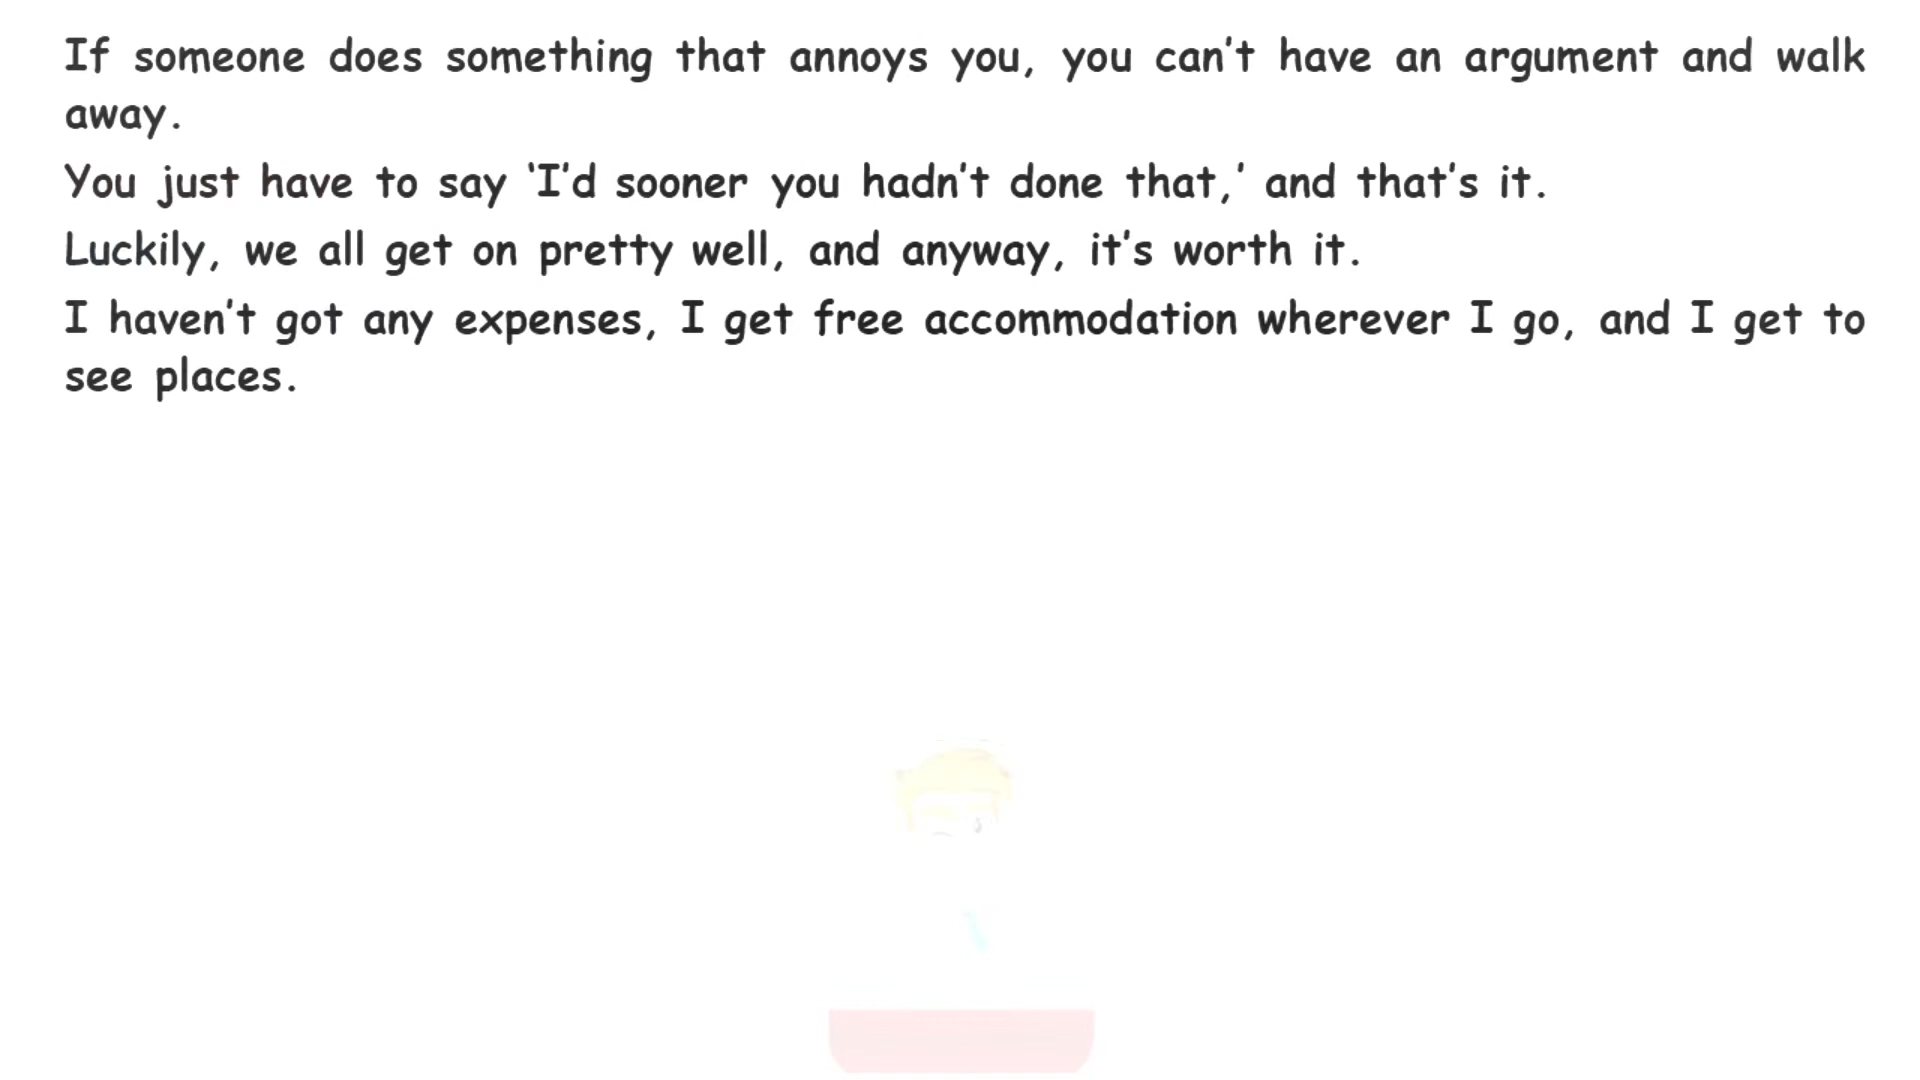 If someone does something that annoys you, you can't have an argument and walk
away.
You just have to say ‘I'd sooner you hadn't done that,’ and that's it.
Luckily, we all get on pretty well, and anyway, it's worth it.
I haven't got any expenses, I get free accommodation wherever I go, and I get to
see places.